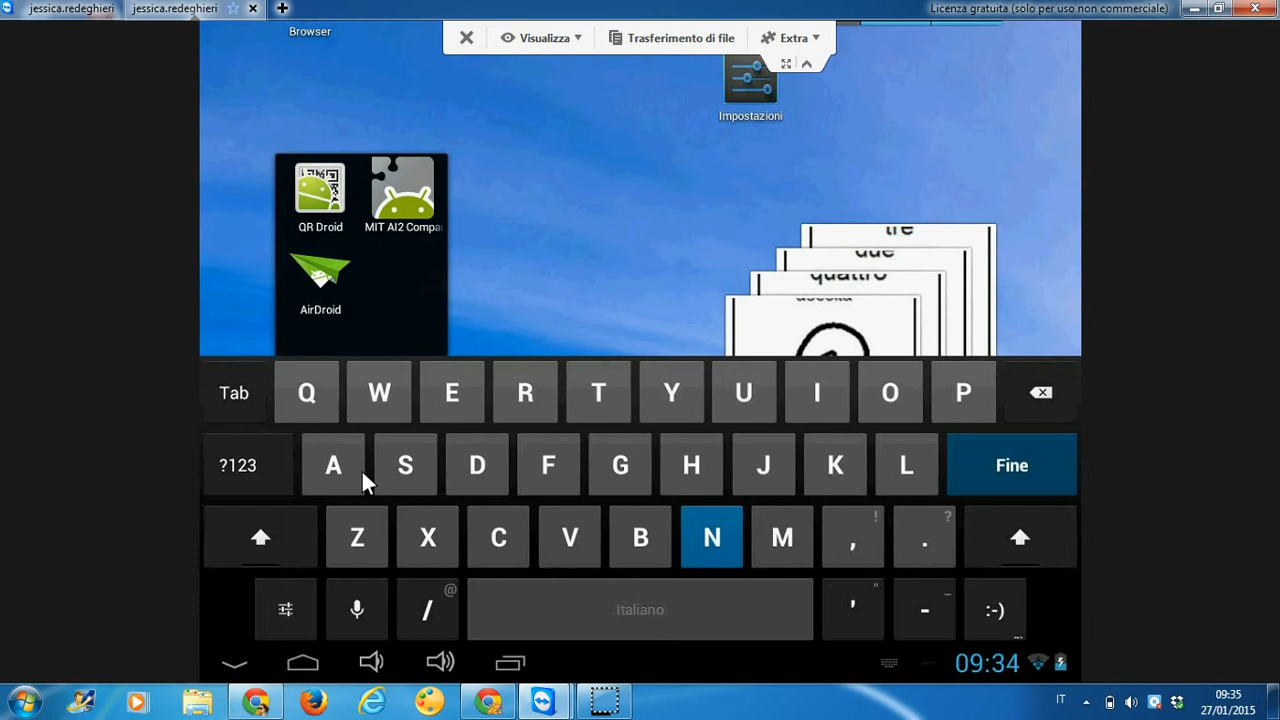 jessica.redeghieri
jessica.redeghieri
Licenza gratuita (solo per uso non commerciale)
Browser
Visualizza
Trasferimento di file
Extra
Impostazioni
QR Droid
MIT AI2 Compa
AirDroid
tre
due
quattro
ascolta
Tab Q W E R T Y U I O P
?123 A S D F G H J K L Fine
Z X C V B N M , ! . ?
/ @ Italiano ' " - _ :-) ...
09:34
IT
09:35
27/01/2015